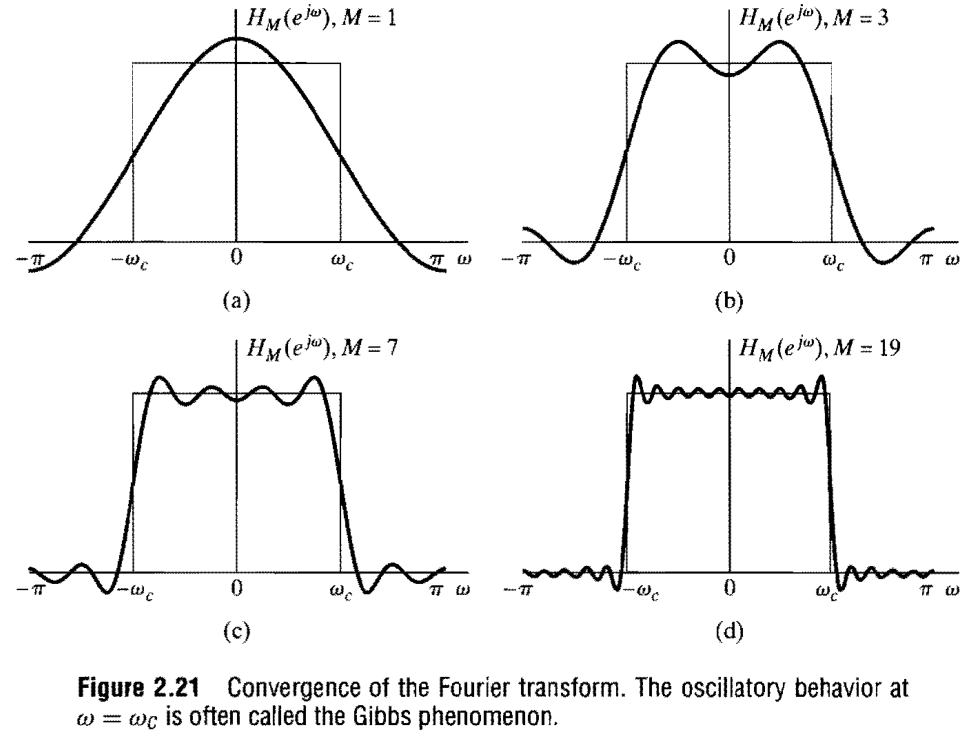 H_M(e^{jω}), M = 1
H_M(e^{jω}), M = 3
−π −ω_c 0 ω_c π ω
−π −ω_c 0 ω_c π ω
(a)
(b)
H_M(e^{jω}), M = 7
H_M(e^{jω}), M = 19
−π −ω_c 0 ω_c π ω
−π −ω_c 0 ω_c π ω
(c)
(d)
Figure 2.21 Convergence of the Fourier transform. The oscillatory behavior at
ω = ω_C is often called the Gibbs phenomenon.